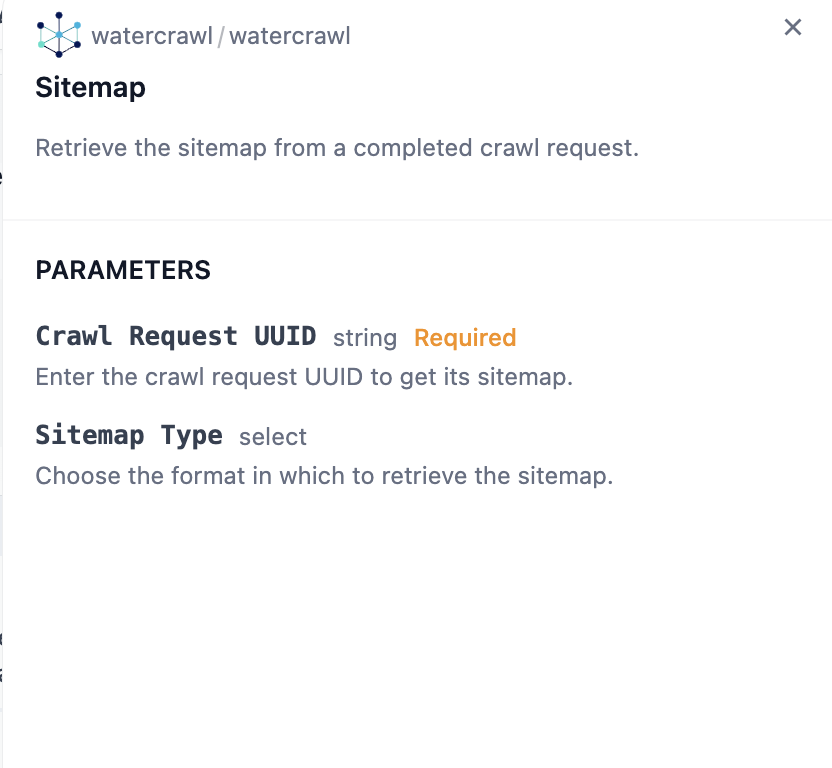 watercrawl/watercrawl
Sitemap
Retrieve the sitemap from a completed crawl request.
PARAMETERS
Crawl Request UUID string Required
Enter the crawl request UUID to get its sitemap.
Sitemap Type select
Choose the format in which to retrieve the sitemap.